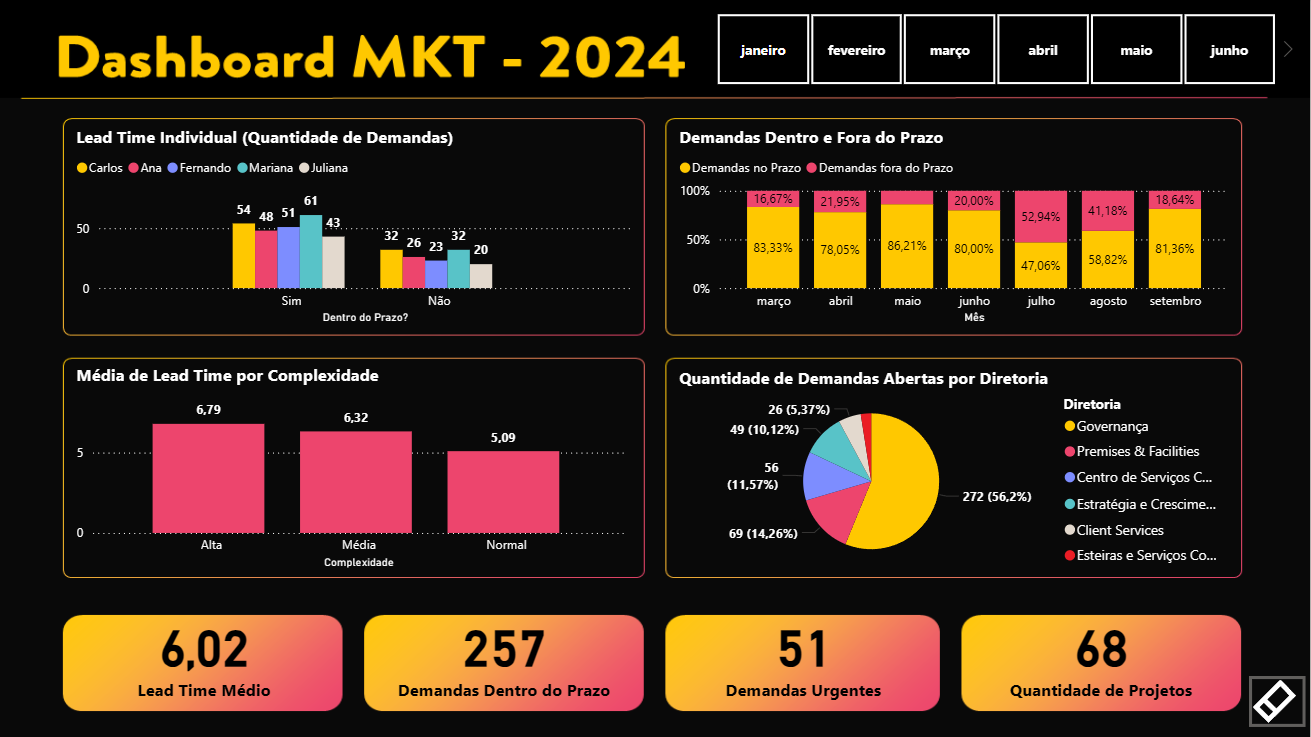 Dashboard MKT - 2024
janeiro
fevereiro
março
abril
maio
junho
Lead Time Individual (Quantidade de Demandas)
Carlos Ana Fernando Mariana Juliana
50
0
54
48
51
61
43
32
26
23
32
20
Sim
Não
Dentro do Prazo?
Demandas Dentro e Fora do Prazo
Demandas no Prazo Demandas fora do Prazo
100%
50%
0%
16,67%
21,95%
20,00%
52,94%
41,18%
18,64%
83,33%
78,05%
86,21%
80,00%
47,06%
58,82%
81,36%
março
abril
maio
junho
julho
agosto
setembro
Mês
Média de Lead Time por Complexidade
5
0
6,79
6,32
5,09
Alta
Média
Normal
Complexidade
Quantidade de Demandas Abertas por Diretoria
26 (5,37%)
49 (10,12%)
56
(11,57%)
69 (14,26%)
272 (56,2%)
Diretoria
Governança
Premises & Facilities
Centro de Serviços C...
Estratégia e Crescime...
Client Services
Esteiras e Serviços Co...
6,02
Lead Time Médio
257
Demandas Dentro do Prazo
51
Demandas Urgentes
68
Quantidade de Projetos